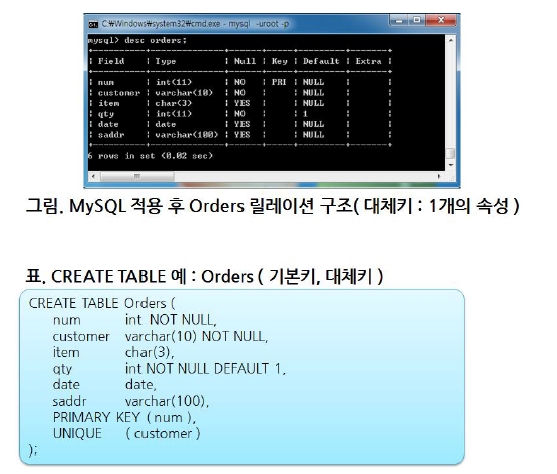 C:₩Windows₩system32₩cmd.exe - mysql -uroot -p
mysql> desc orders;
| Field | Type | Null | Key | Default | Extra |
| num | int(11) | NO | PRI | NULL | |
| customer | varchar(10) | NO | | NULL | |
| item | char(3) | YES | | NULL | |
| qty | int(11) | NO | | 1 | |
| date | date | YES | | NULL | |
| saddr | varchar(100) | YES | | NULL | |
6 rows in set (0.02 sec)
그림. MySQL 적용 후 Orders 릴레이션 구조( 대체키 : 1개의 속성 )
표. CREATE TABLE 예 : Orders ( 기본키, 대체키 )
CREATE TABLE Orders (
num int NOT NULL,
customer varchar(10) NOT NULL,
item char(3),
qty int NOT NULL DEFAULT 1,
date date,
saddr varchar(100),
PRIMARY KEY ( num ),
UNIQUE ( customer )
);